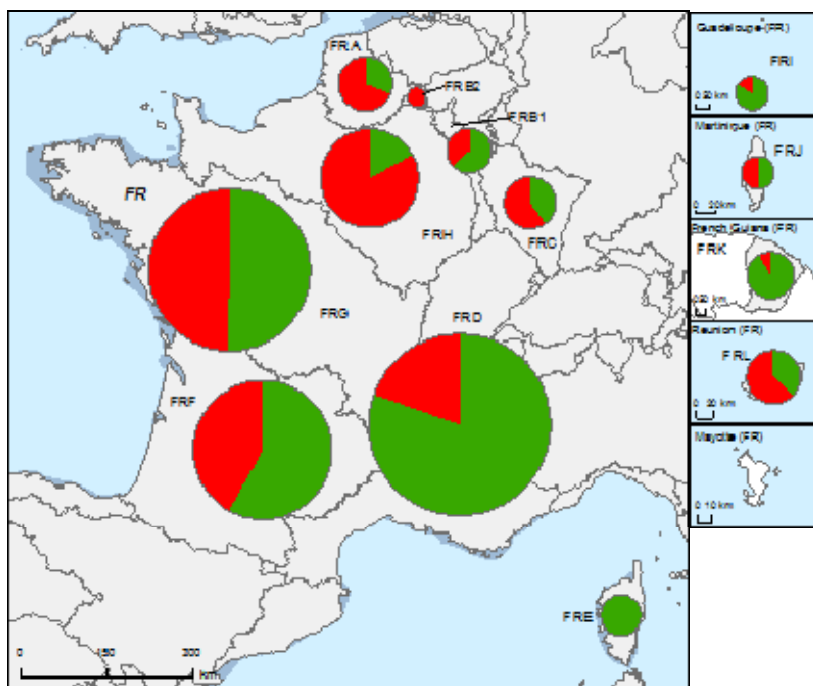 FRA
FRB2
FRB1
FR
FRH
FRC
FRG
FRD
FRF
FRE
0 150 300
km
Guadeloupe (FR)
FRI
Martinique (FR)
FRJ
0 20 km
French Guiana (FR)
FRK
Reunion (FR)
FRL
0 20 km
Mayotte (FR)
0 10 km